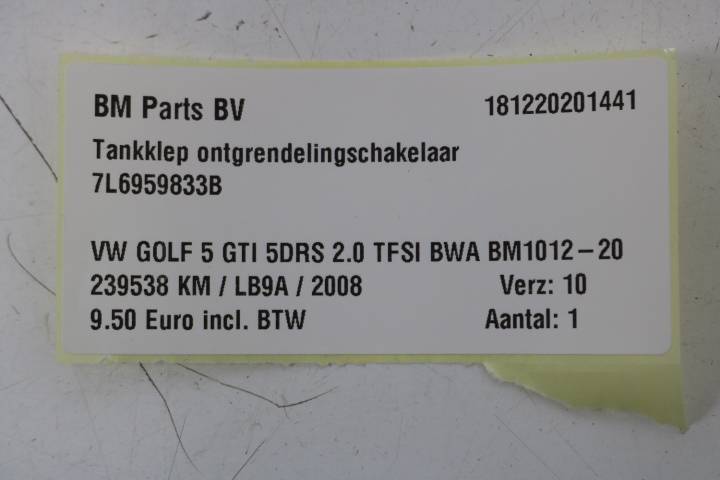 BM Parts BV 181220201441
Tankklep ontgrendelingschakelaar
7L6959833B
VW GOLF 5 GTI 5DRS 2.0 TFSI BWA BM1012-20
239538 KM / LB9A / 2008 Verz: 10
9.50 Euro incl. BTW Aantal: 1